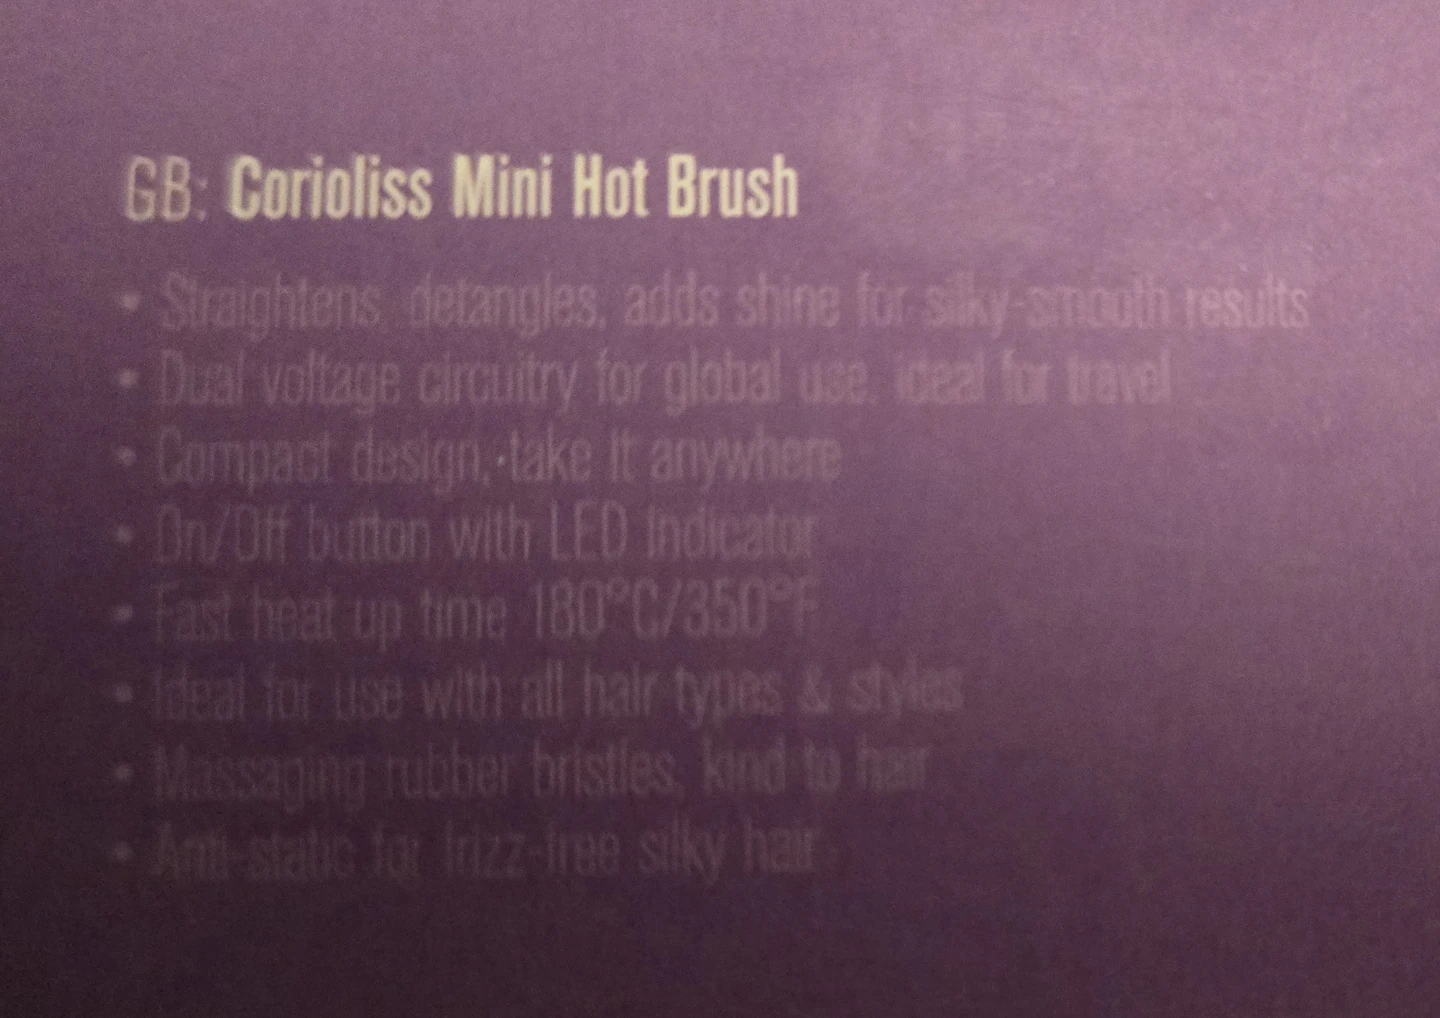 GB: Corioliss Mini Hot Brush
• Straightens, detangles, adds shine for silky-smooth results
• Dual voltage circuitry for global use, ideal for travel
• Compact design, take it anywhere
• On/Off button with LED indicator
• Fast heat up time 180°C/350°F
• Ideal for use with all hair types & styles
• Massaging rubber bristles, kind to hair
• Anti-static for frizz-free silky hair